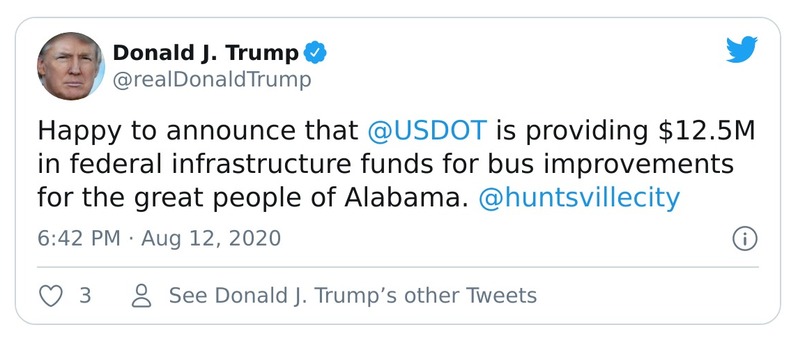 Donald J. Trump
@realDonaldTrump
Happy to announce that @USDOT is providing $12.5M
in federal infrastructure funds for bus improvements
for the great people of Alabama. @huntsvillecity
6:42 PM · Aug 12, 2020
3
See Donald J. Trump’s other Tweets